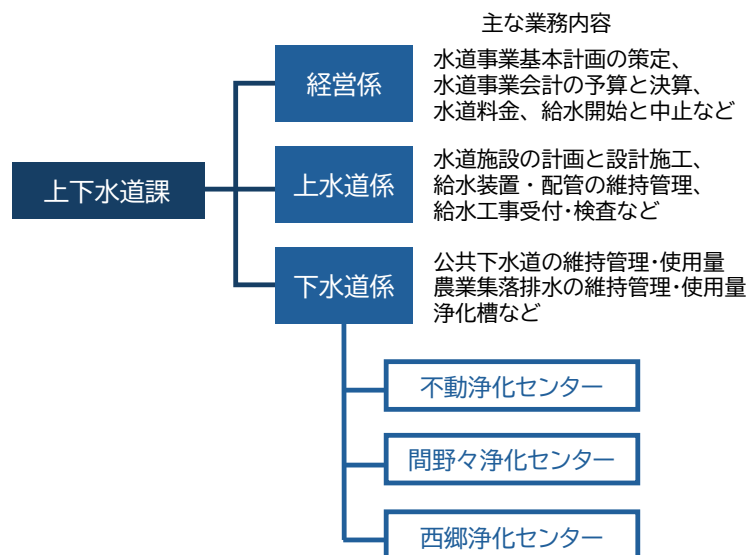 主な業務内容
経営係
水道事業基本計画の策定、
水道事業会計の予算と決算、
水道料金、給水開始と中止など
上下水道課
上水道係
水道施設の計画と設計施工、
給水装置・配管の維持管理、
給水工事受付・検査など
下水道係
公共下水道の維持管理・使用量
農業集落排水の維持管理・使用量
浄化槽など
不動浄化センター
間野々浄化センター
西郷浄化センター